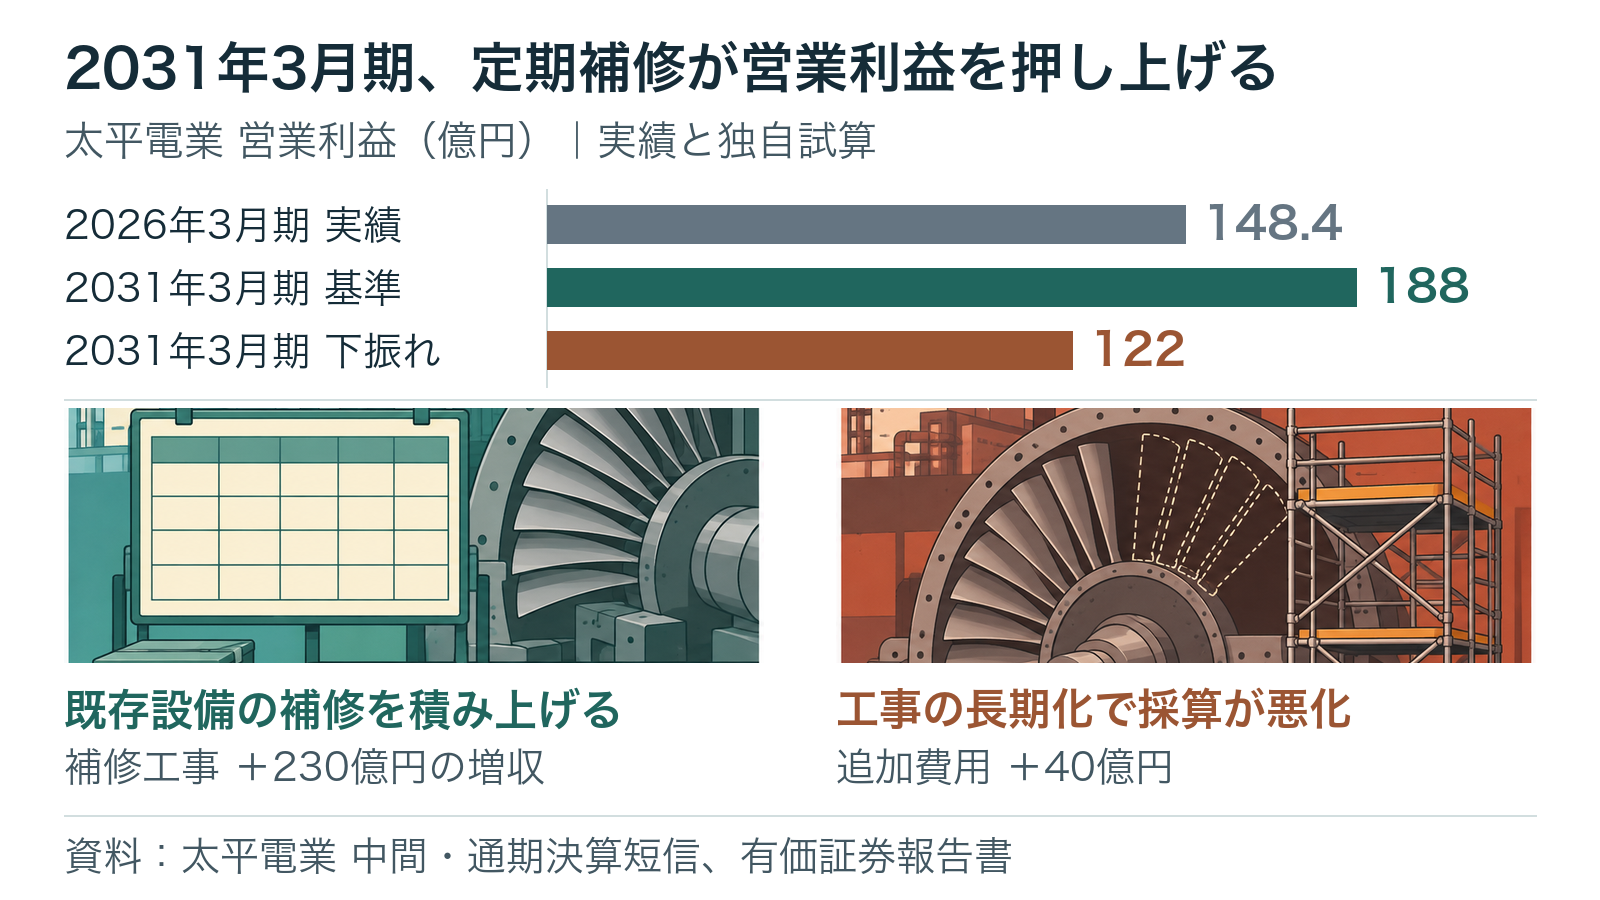 2031年3月期、定期補修が営業利益を押し上げる
太平電業 営業利益（億円）｜実績と独自試算
2026年3月期 実績 148.4
2031年3月期 基準 188
2031年3月期 下振れ 122
既存設備の補修を積み上げる
補修工事 ＋230億円の増収
工事の長期化で採算が悪化
追加費用 ＋40億円
資料：太平電業 中間・通期決算短信、有価証券報告書